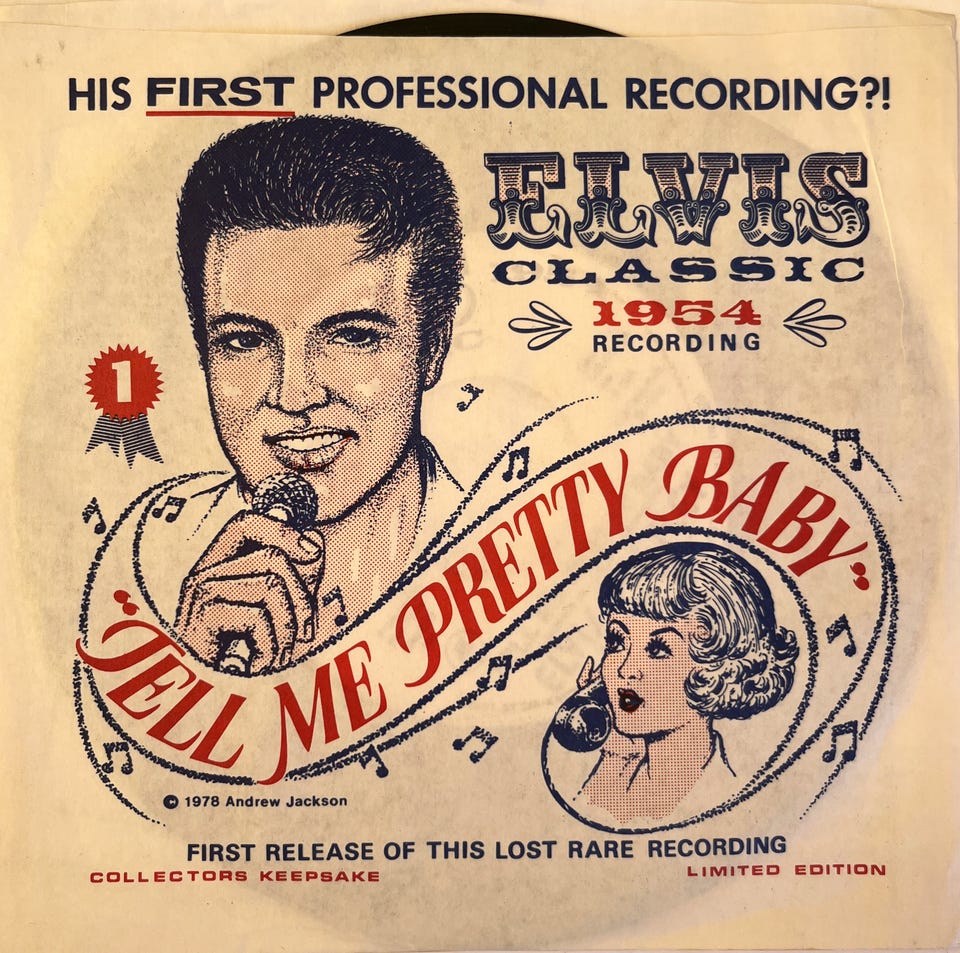 HIS FIRST PROFESSIONAL RECORDING?!
ELVIS
CLASSIC
1954
RECORDING
1
"TELL ME PRETTY BABY"
© 1978 Andrew Jackson
FIRST RELEASE OF THIS LOST RARE RECORDING
COLLECTORS KEEPSAKE
LIMITED EDITION